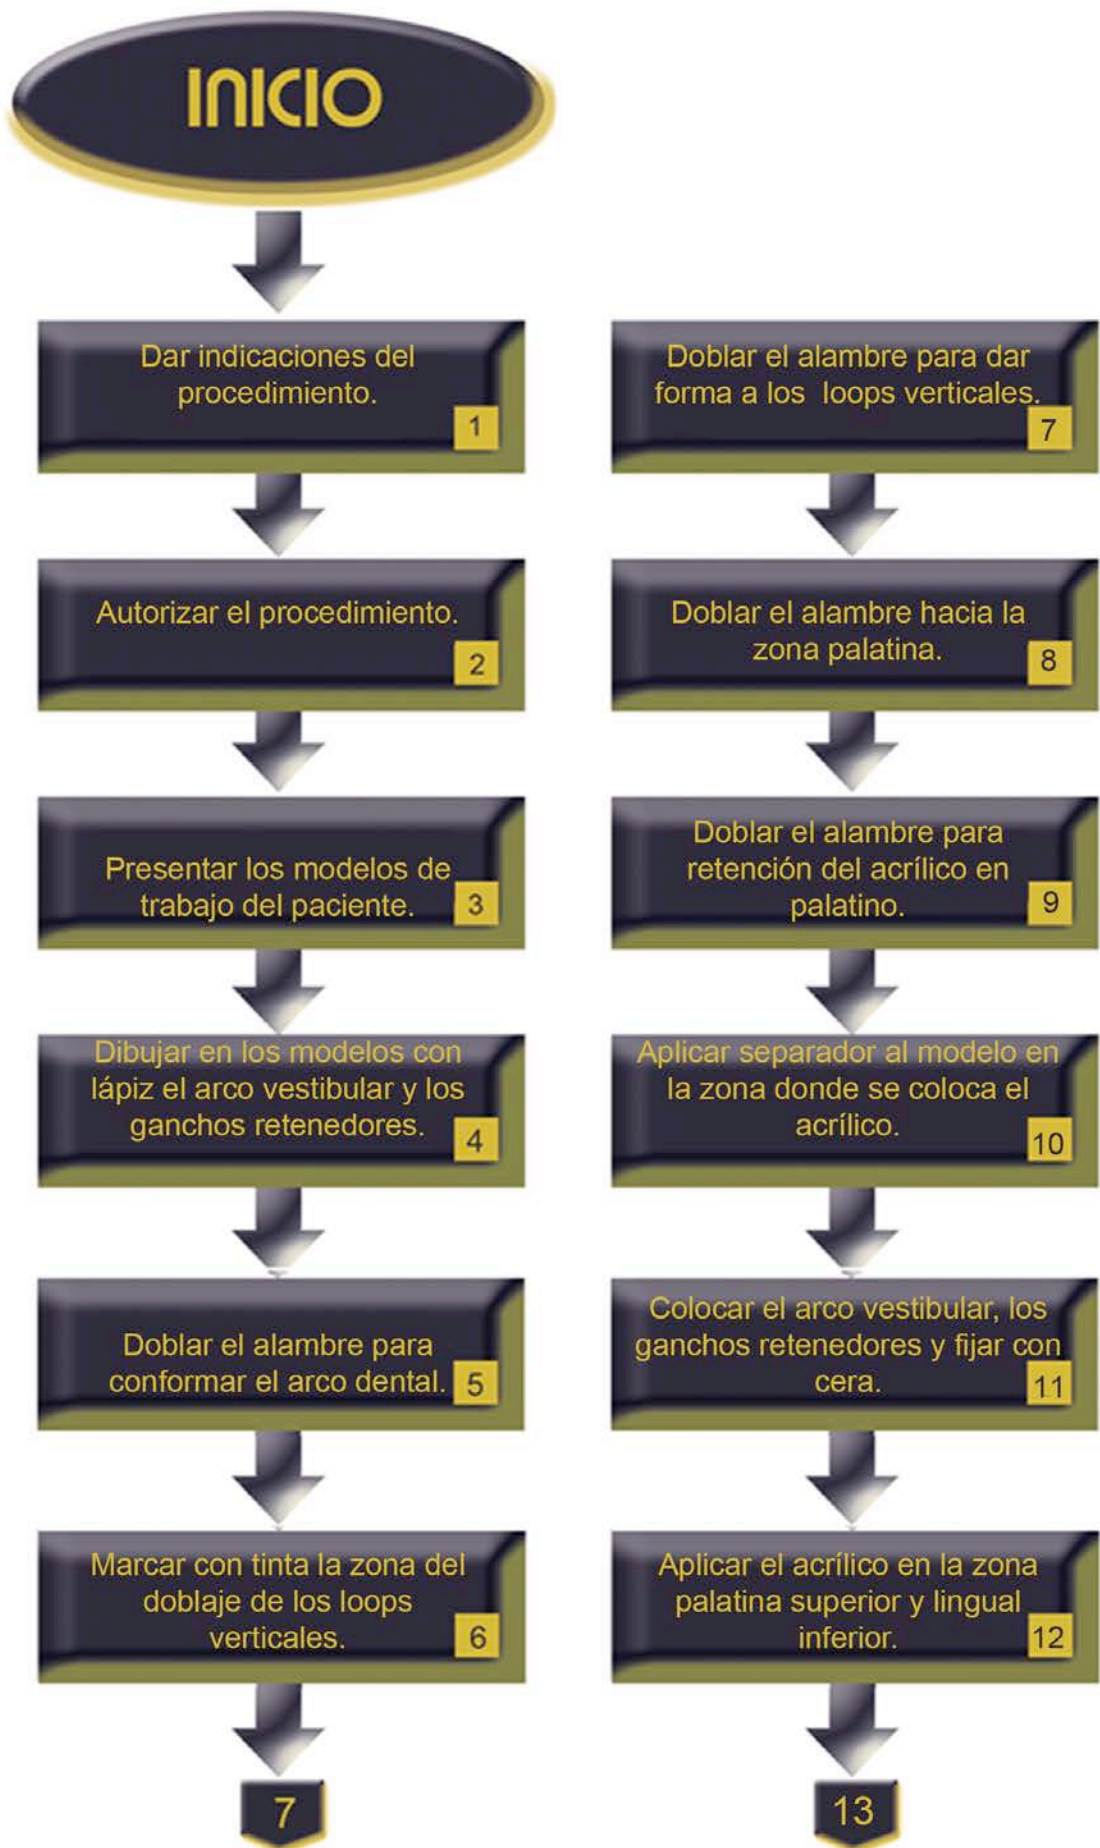 INICIO
Dar indicaciones del
procedimiento.
1
Autorizar el procedimiento.
2
Presentar los modelos de
trabajo del paciente.
3
Dibujar en los modelos con
lápiz el arco vestibular y los
ganchos retenedores.
4
Doblar el alambre para
conformar el arco dental.
5
Marcar con tinta la zona del
doblaje de los loops
verticales.
6
7
Doblar el alambre para dar
forma a los loops verticales.
7
Doblar el alambre hacia la
zona palatina.
8
Doblar el alambre para
retención del acrílico en
palatino.
9
Aplicar separador al modelo en
la zona donde se coloca el
acrílico.
10
Colocar el arco vestibular, los
ganchos retenedores y fijar con
cera.
11
Aplicar el acrílico en la zona
palatina superior y lingual
inferior.
12
13